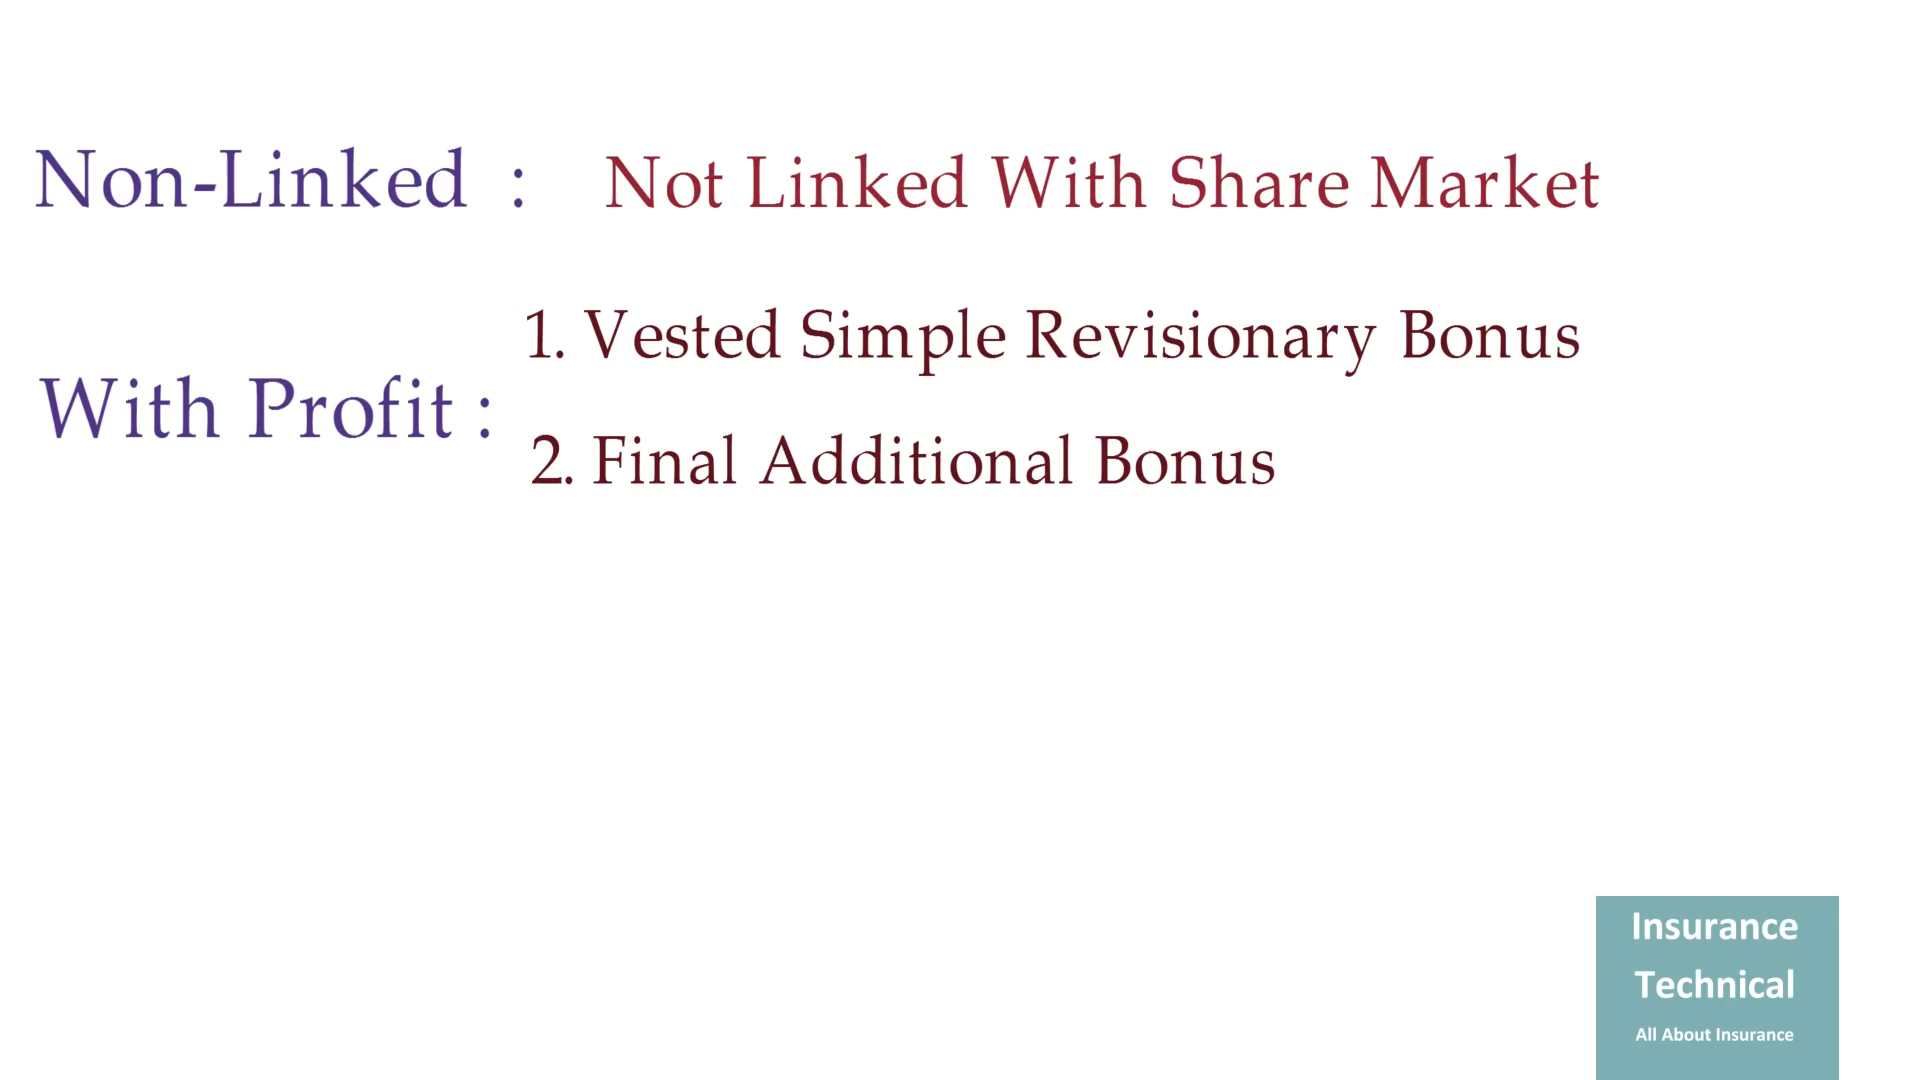 Non-Linked : Not Linked With Share Market
1. Vested Simple Revisionary Bonus
With Profit :
2. Final Additional Bonus
Insurance
Technical
All About Insurance